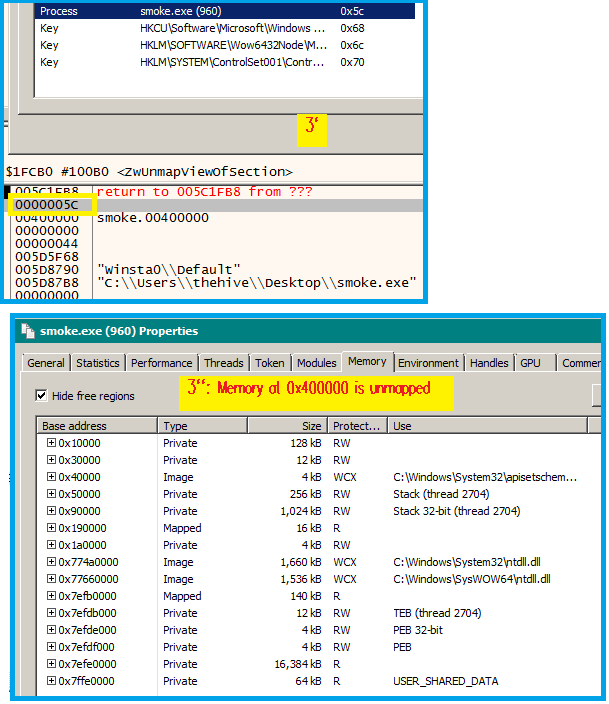 Process smoke.exe (960) 0x5c
Key HKCU\Software\Microsoft\Windows ... 0x68
Key HKLM\SOFTWARE\Wow6432Node\M... 0x6c
Key HKLM\SYSTEM\ControlSet001\Contr... 0x70
3'
$1FCB0 #100B0 <ZwUnmapViewOfSection>
005C1FB8 return to 005C1FB8 from ???
0000005C
00400000 smoke.00400000
00000000
00000044
005D5F68
005D8790 "Winsta0\\Default"
005D87B8 "C:\\Users\\thehive\\Desktop\\smoke.exe"
00000000
smoke.exe (960) Properties
General Statistics Performance Threads Token Modules Memory Environment Handles GPU Commer
Hide free regions
3'': Memory at 0x400000 is unmapped
Base address Type Size Protect... Use
0x10000 Private 128 kB RW
0x30000 Private 12 kB RW
0x40000 Image 4 kB WCX C:\Windows\System32\apisetschem...
0x50000 Private 256 kB RW Stack (thread 2704)
0x90000 Private 1,024 kB RW Stack 32-bit (thread 2704)
0x190000 Mapped 16 kB R
0x1a0000 Private 4 kB RW
0x774a0000 Image 1,660 kB WCX C:\Windows\System32\ntdll.dll
0x77660000 Image 1,536 kB WCX C:\Windows\SysWOW64\ntdll.dll
0x7efb0000 Mapped 140 kB R
0x7efdb000 Private 12 kB RW TEB (thread 2704)
0x7efde000 Private 4 kB RW PEB 32-bit
0x7efdf000 Private 4 kB RW PEB
0x7efe0000 Private 16,384 kB R
0x7ffe0000 Private 64 kB R USER_SHARED_DATA